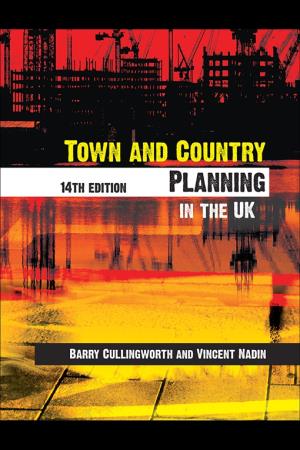 Town and Country
14th edition Planning
in the UK
Barry Cullingworth and Vincent Nadin